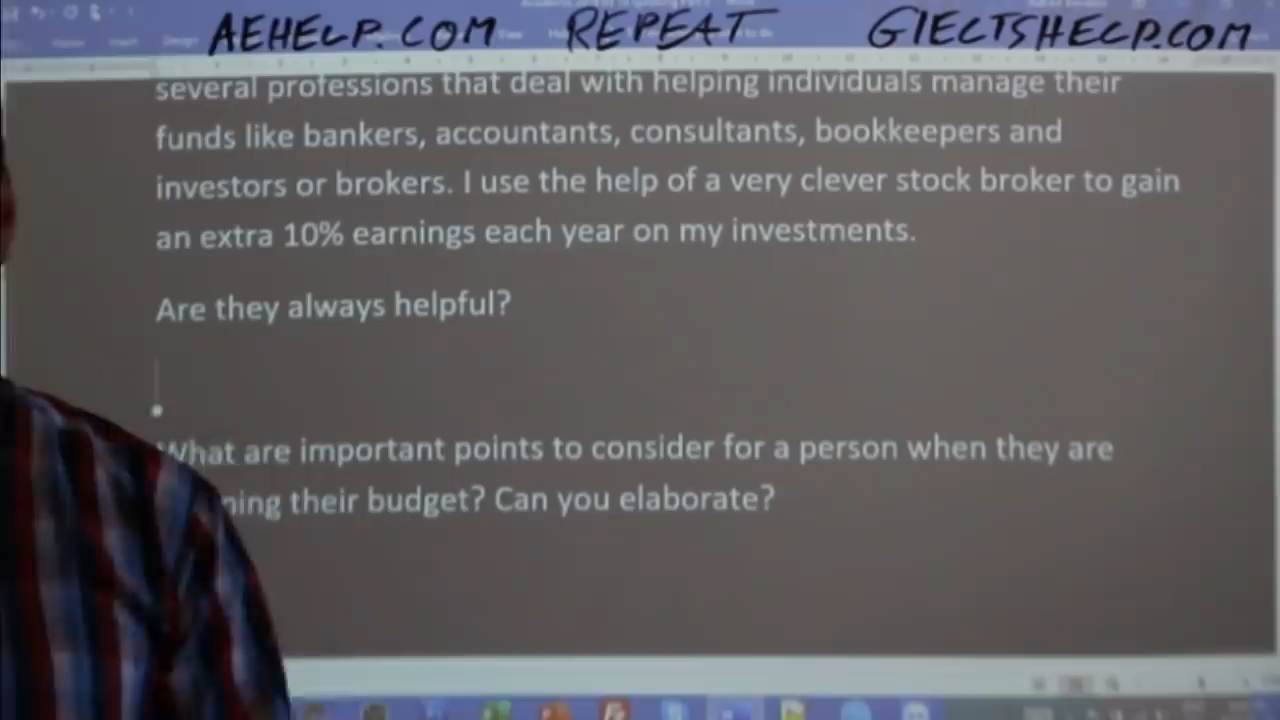 AEHELP.COM REPEAT GIELTSHELP.COM
several professions that deal with helping individuals manage their
funds like bankers, accountants, consultants, bookkeepers and
investors or brokers. I use the help of a very clever stock broker to gain
an extra 10% earnings each year on my investments.
Are they always helpful?
What are important points to consider for a person when they are
ning their budget? Can you elaborate?